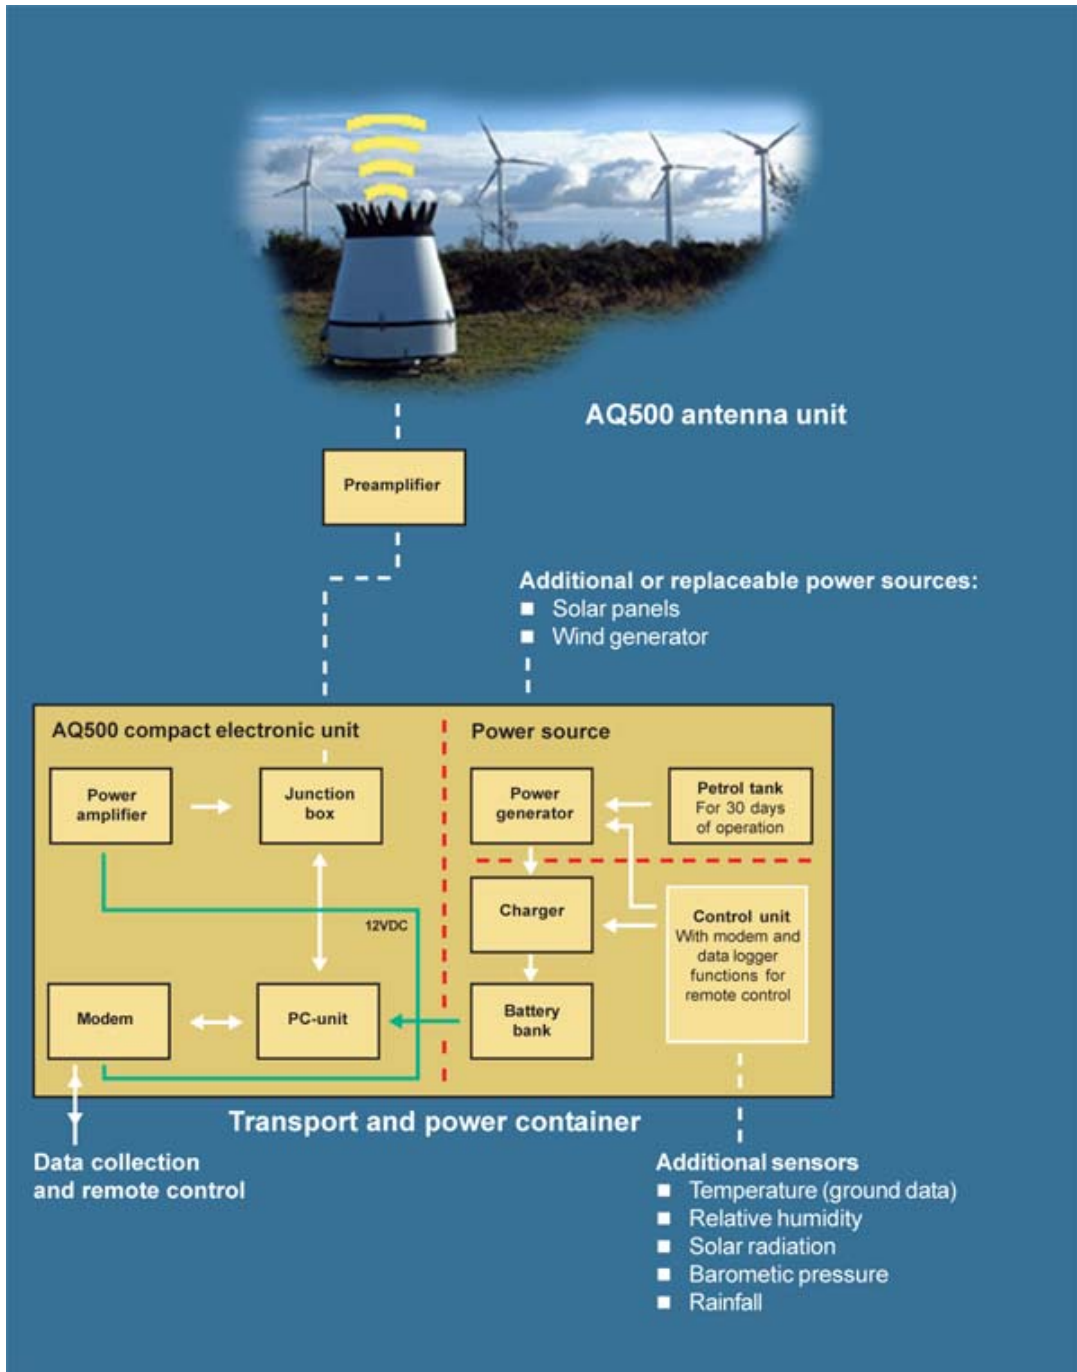 AQ500 antenna unit
Preamplifier
Additional or replaceable power sources:
Solar panels
Wind generator
AQ500 compact electronic unit
Power source
Power
amplifier
Junction
box
Power
generator
Petrol tank
For 30 days
of operation
Charger
Control unit
With modem and
data logger
functions for
remote control
12VDC
Modem
PC-unit
Battery
bank
Transport and power container
Data collection
and remote control
Additional sensors
Temperature (ground data)
Relative humidity
Solar radiation
Barometic pressure
Rainfall